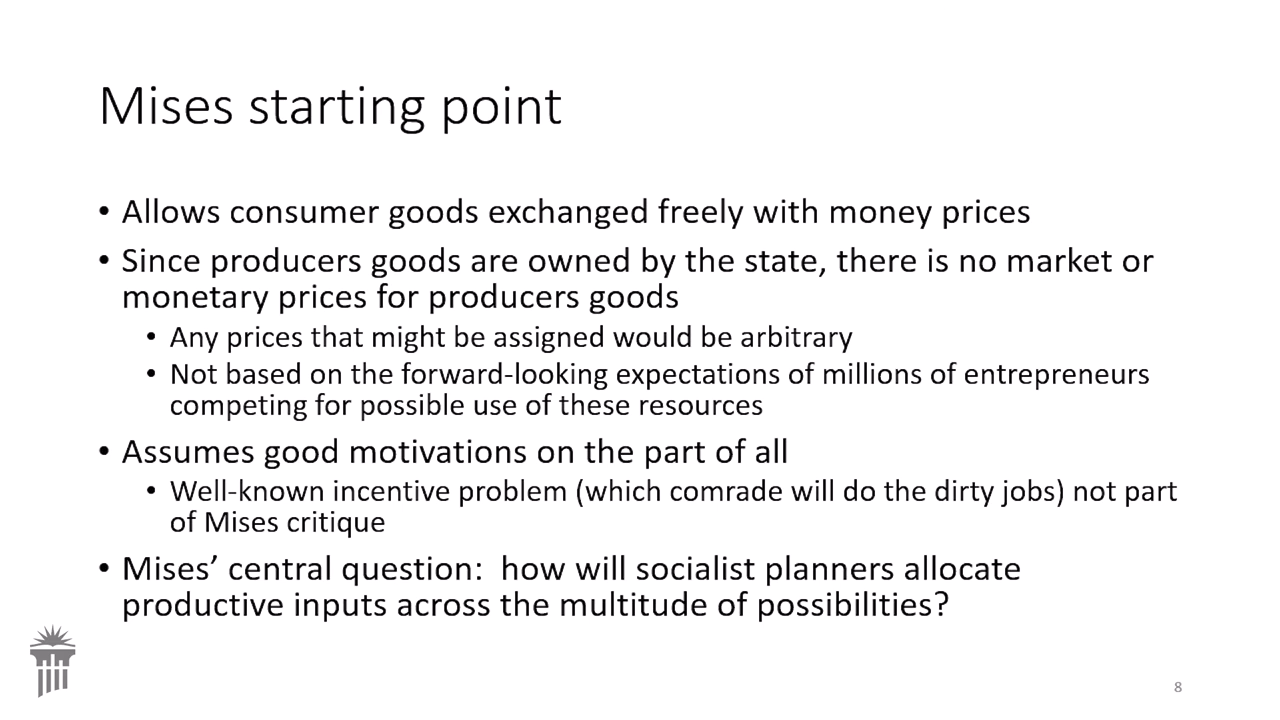 Mises starting point
• Allows consumer goods exchanged freely with money prices
• Since producers goods are owned by the state, there is no market or
monetary prices for producers goods
• Any prices that might be assigned would be arbitrary
• Not based on the forward-looking expectations of millions of entrepreneurs
competing for possible use of these resources
• Assumes good motivations on the part of all
• Well-known incentive problem (which comrade will do the dirty jobs) not part
of Mises critique
• Mises’ central question:  how will socialist planners allocate
productive inputs across the multitude of possibilities?
8